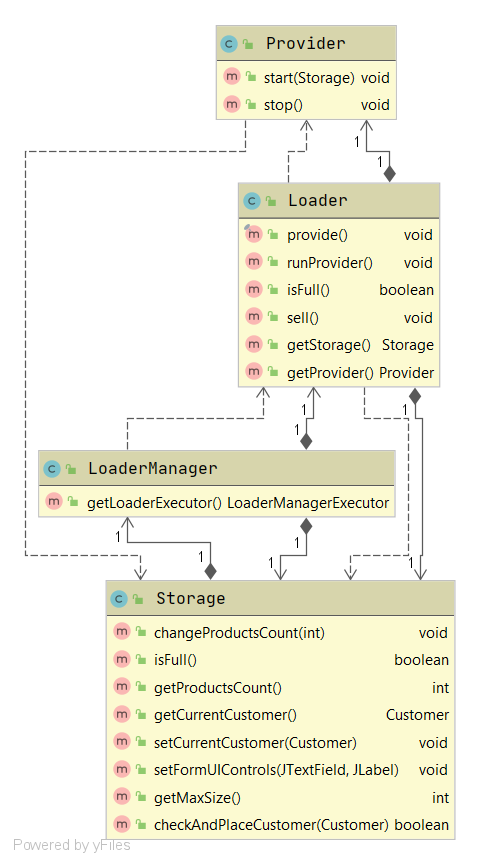 Provider
start(Storage) void
stop() void
1
1
Loader
provide() void
runProvider() void
isFull() boolean
sell() void
getStorage() Storage
getProvider() Provider
1
1
1
LoaderManager
getLoaderExecutor() LoaderManagerExecutor
1
1
1
1
1
Storage
changeProductsCount(int) void
isFull() boolean
getProductsCount() int
getCurrentCustomer() Customer
setCurrentCustomer(Customer) void
setFormUIControls(JTextField, JLabel) void
getMaxSize() int
checkAndPlaceCustomer(Customer) boolean
Powered by yFiles